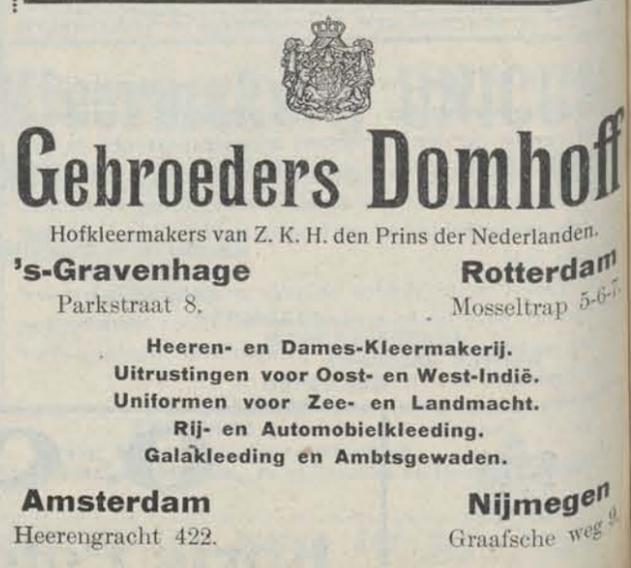 Gebroeders Domhoff
Hofkleermakers van Z. K. H. den Prins der Nederlanden.
's-Gravenhage Rotterdam
Parkstraat 8. Mosseltrap 5-6-7.
Heeren- en Dames-Kleermakerij.
Uitrustingen voor Oost- en West-Indië.
Uniformen voor Zee- en Landmacht.
Rij- en Automobielkleeding.
Galakleeding en Ambtsgewaden.
Amsterdam Nijmegen
Heerengracht 422. Graafsche weg 9.